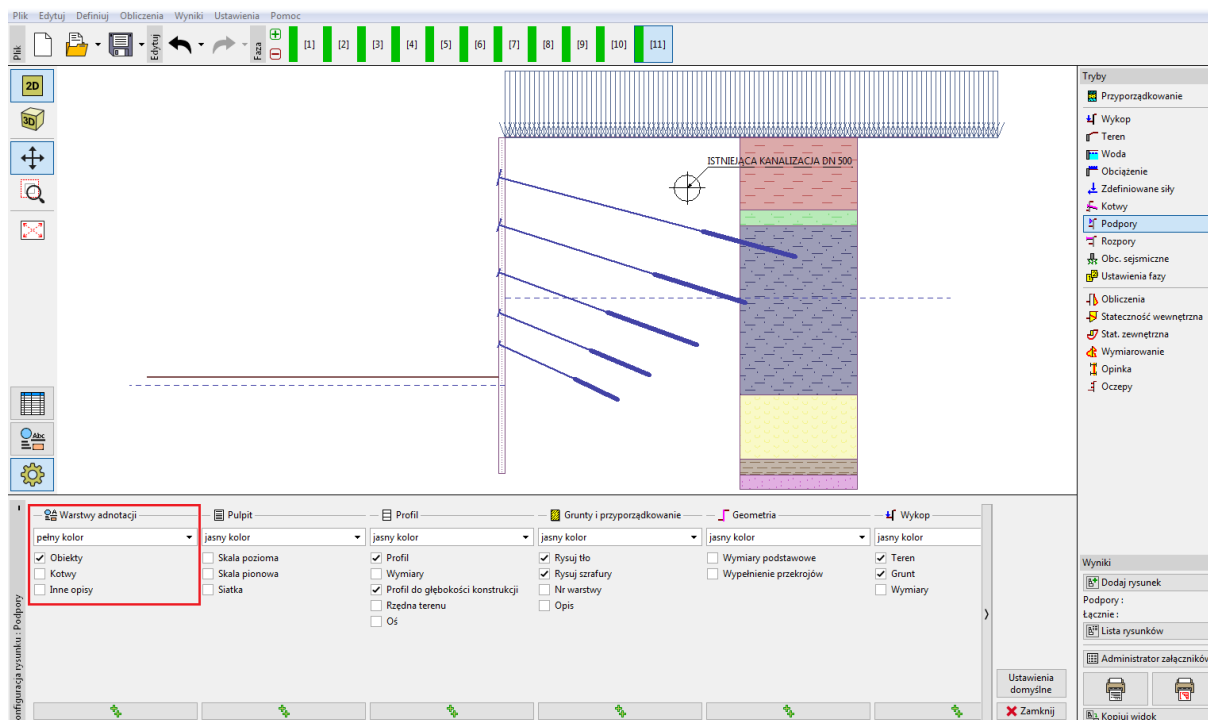 Plik Edytuj Definiuj Obliczenia Wyniki Ustawienia Pomoc
Plik
Edytuj
Faza
[1] [2] [3] [4] [5] [6] [7] [8] [9] [10] [11]
2D
3D
Abc
ISTNIEJĄCA KANALIZACJA DN 500
Tryby
Przyporządkowanie
Wykop
Teren
Woda
Obciążenie
Zdefiniowane siły
Kotwy
Podpory
Rozpory
Obc. sejsmiczne
Ustawienia fazy
Obliczenia
Stateczność wewnętrzna
Stat. zewnętrzna
Wymiarowanie
Opinka
Oczepy
onfiguracja rysunku : Podpory
Warstwy adnotacji
pełny kolor
Obiekty
Kotwy
Inne opisy
Pulpit
jasny kolor
Skala pozioma
Skala pionowa
Siatka
Profil
jasny kolor
Profil
Wymiary
Profil do głębokości konstrukcji
Rzędna terenu
Oś
Grunty i przyporządkowanie
jasny kolor
Rysuj tło
Rysuj szrafury
Nr warstwy
Opis
Geometria
jasny kolor
Wymiary podstawowe
Wypełnienie przekrojów
Wykop
jasny kolor
Teren
Grunt
Wymiary
Ustawienia
domyślne
Zamknij
Wyniki
Dodaj rysunek
Podpory :
Łącznie :
Lista rysunków
Administrator załączników
Kopiuj widok